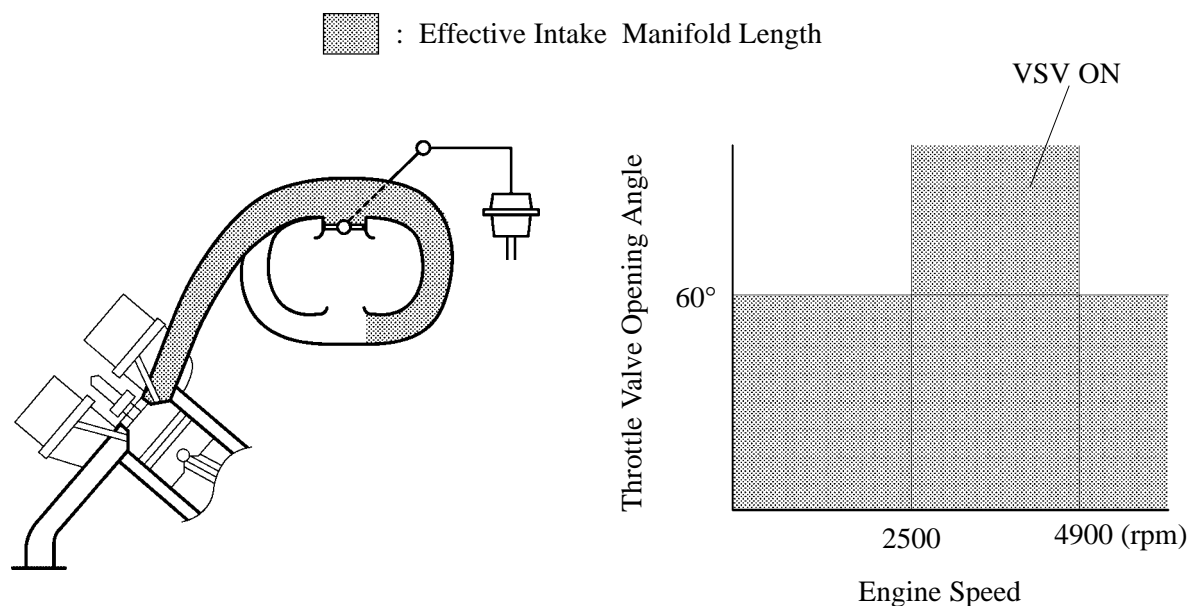 : Effective Intake Manifold Length
VSV ON
Throttle Valve Opening Angle
60°
2500
4900 (rpm)
Engine Speed